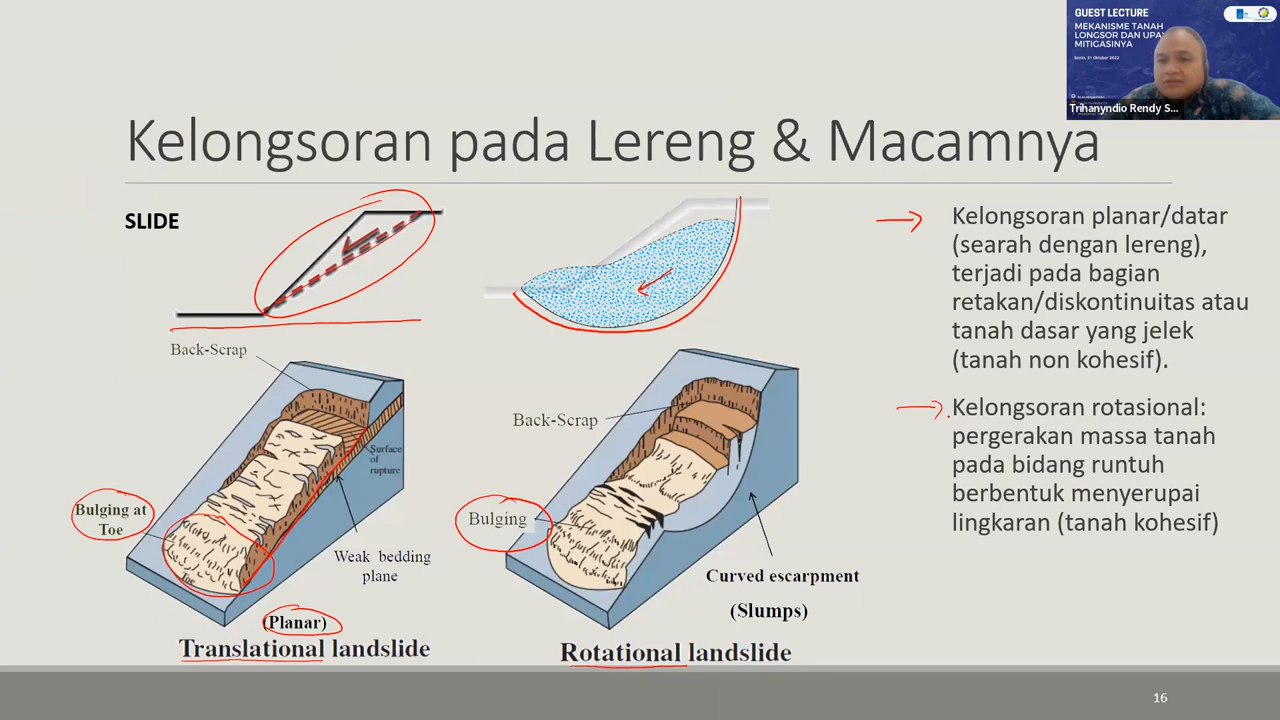 GUEST LECTURE
MEKANISME TANAH
LONGSOR DAN UPAY
MITIGASINYA
Senin, 31 Oktober 2022
Trihanyndio Rendy S...
Kelongsoran pada Lereng & Macamnya
SLIDE
Back-Scrap
Surface
of
rupture
Bulging at
Toe
Toe
Weak bedding
plane
(Planar)
Translational landslide
Back-Scrap
Bulging
Curved escarpment
(Slumps)
Rotational landslide
Kelongsoran planar/datar
(searah dengan lereng),
terjadi pada bagian
retakan/diskontinuitas atau
tanah dasar yang jelek
(tanah non kohesif).
Kelongsoran rotasional:
pergerakan massa tanah
pada bidang runtuh
berbentuk menyerupai
lingkaran (tanah kohesif)
16